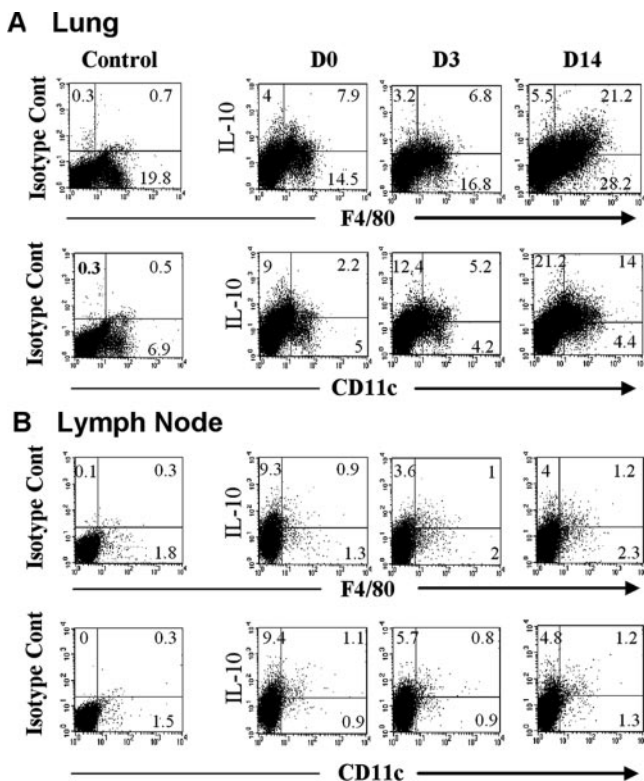 A Lung
Control D0 D3 D14
Isotype Cont 0.3 0.7 19.8 IL-10 4 7.9 14.5 3.2 6.8 16.8 5.5 21.2 28.2
F4/80
Isotype Cont 0.3 0.5 6.9 IL-10 9 2.2 5 12.4 5.2 4.2 21.2 14 4.4
CD11c
B Lymph Node
Isotype Cont 0.1 0.3 1.8 IL-10 9.3 0.9 1.3 3.6 1 2 4 1.2 2.3
F4/80
Isotype Cont 0 0.3 1.5 IL-10 9.4 1.1 0.9 5.7 0.8 0.9 4.8 1.2 1.3
CD11c